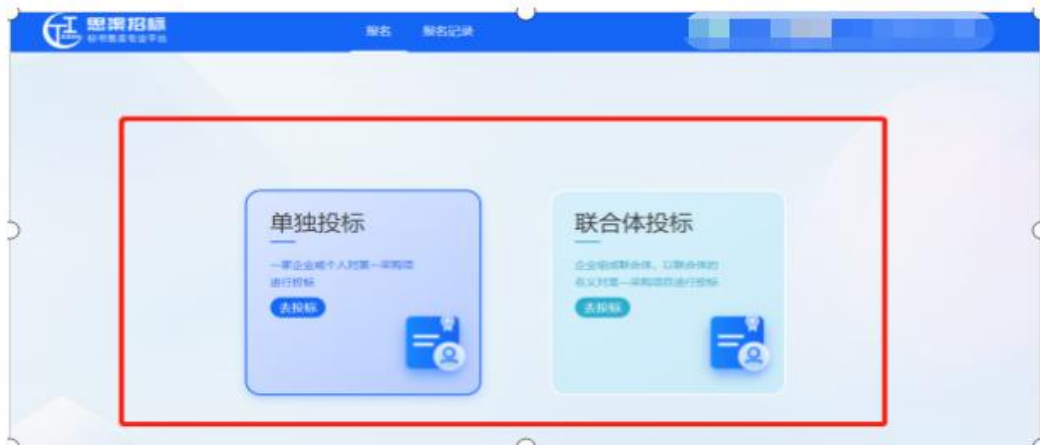 思渠招标
报名 报名记录
单独投标
联合体投标
一家企业或个人对某一采购项
进行投标
企业组成联合体，以联合体的
名义对某一采购项目进行投标
去投标
去投标